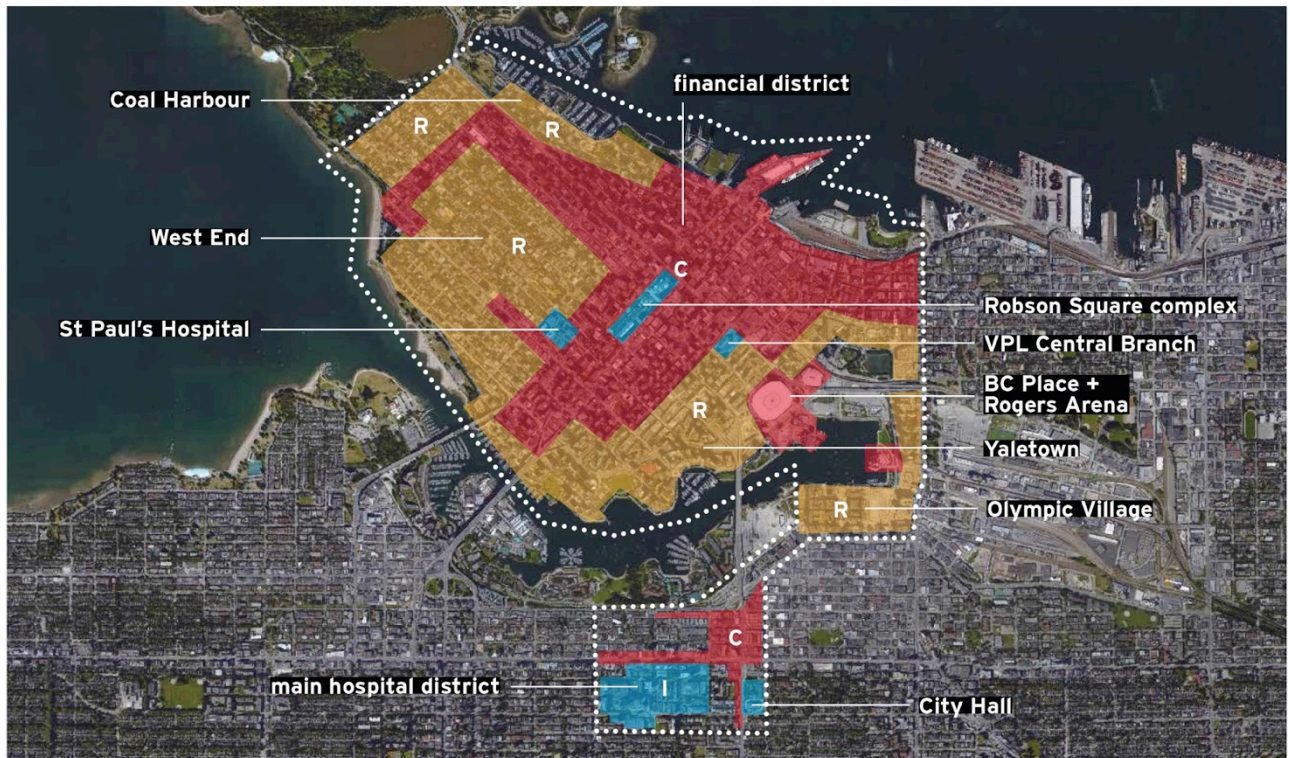 financial district
Coal Harbour
R
R
West End
R
C
Robson Square complex
St Paul's Hospital
VPL Central Branch
BC Place +
Rogers Arena
R
Yaletown
R
Olympic Village
C
main hospital district
I
City Hall